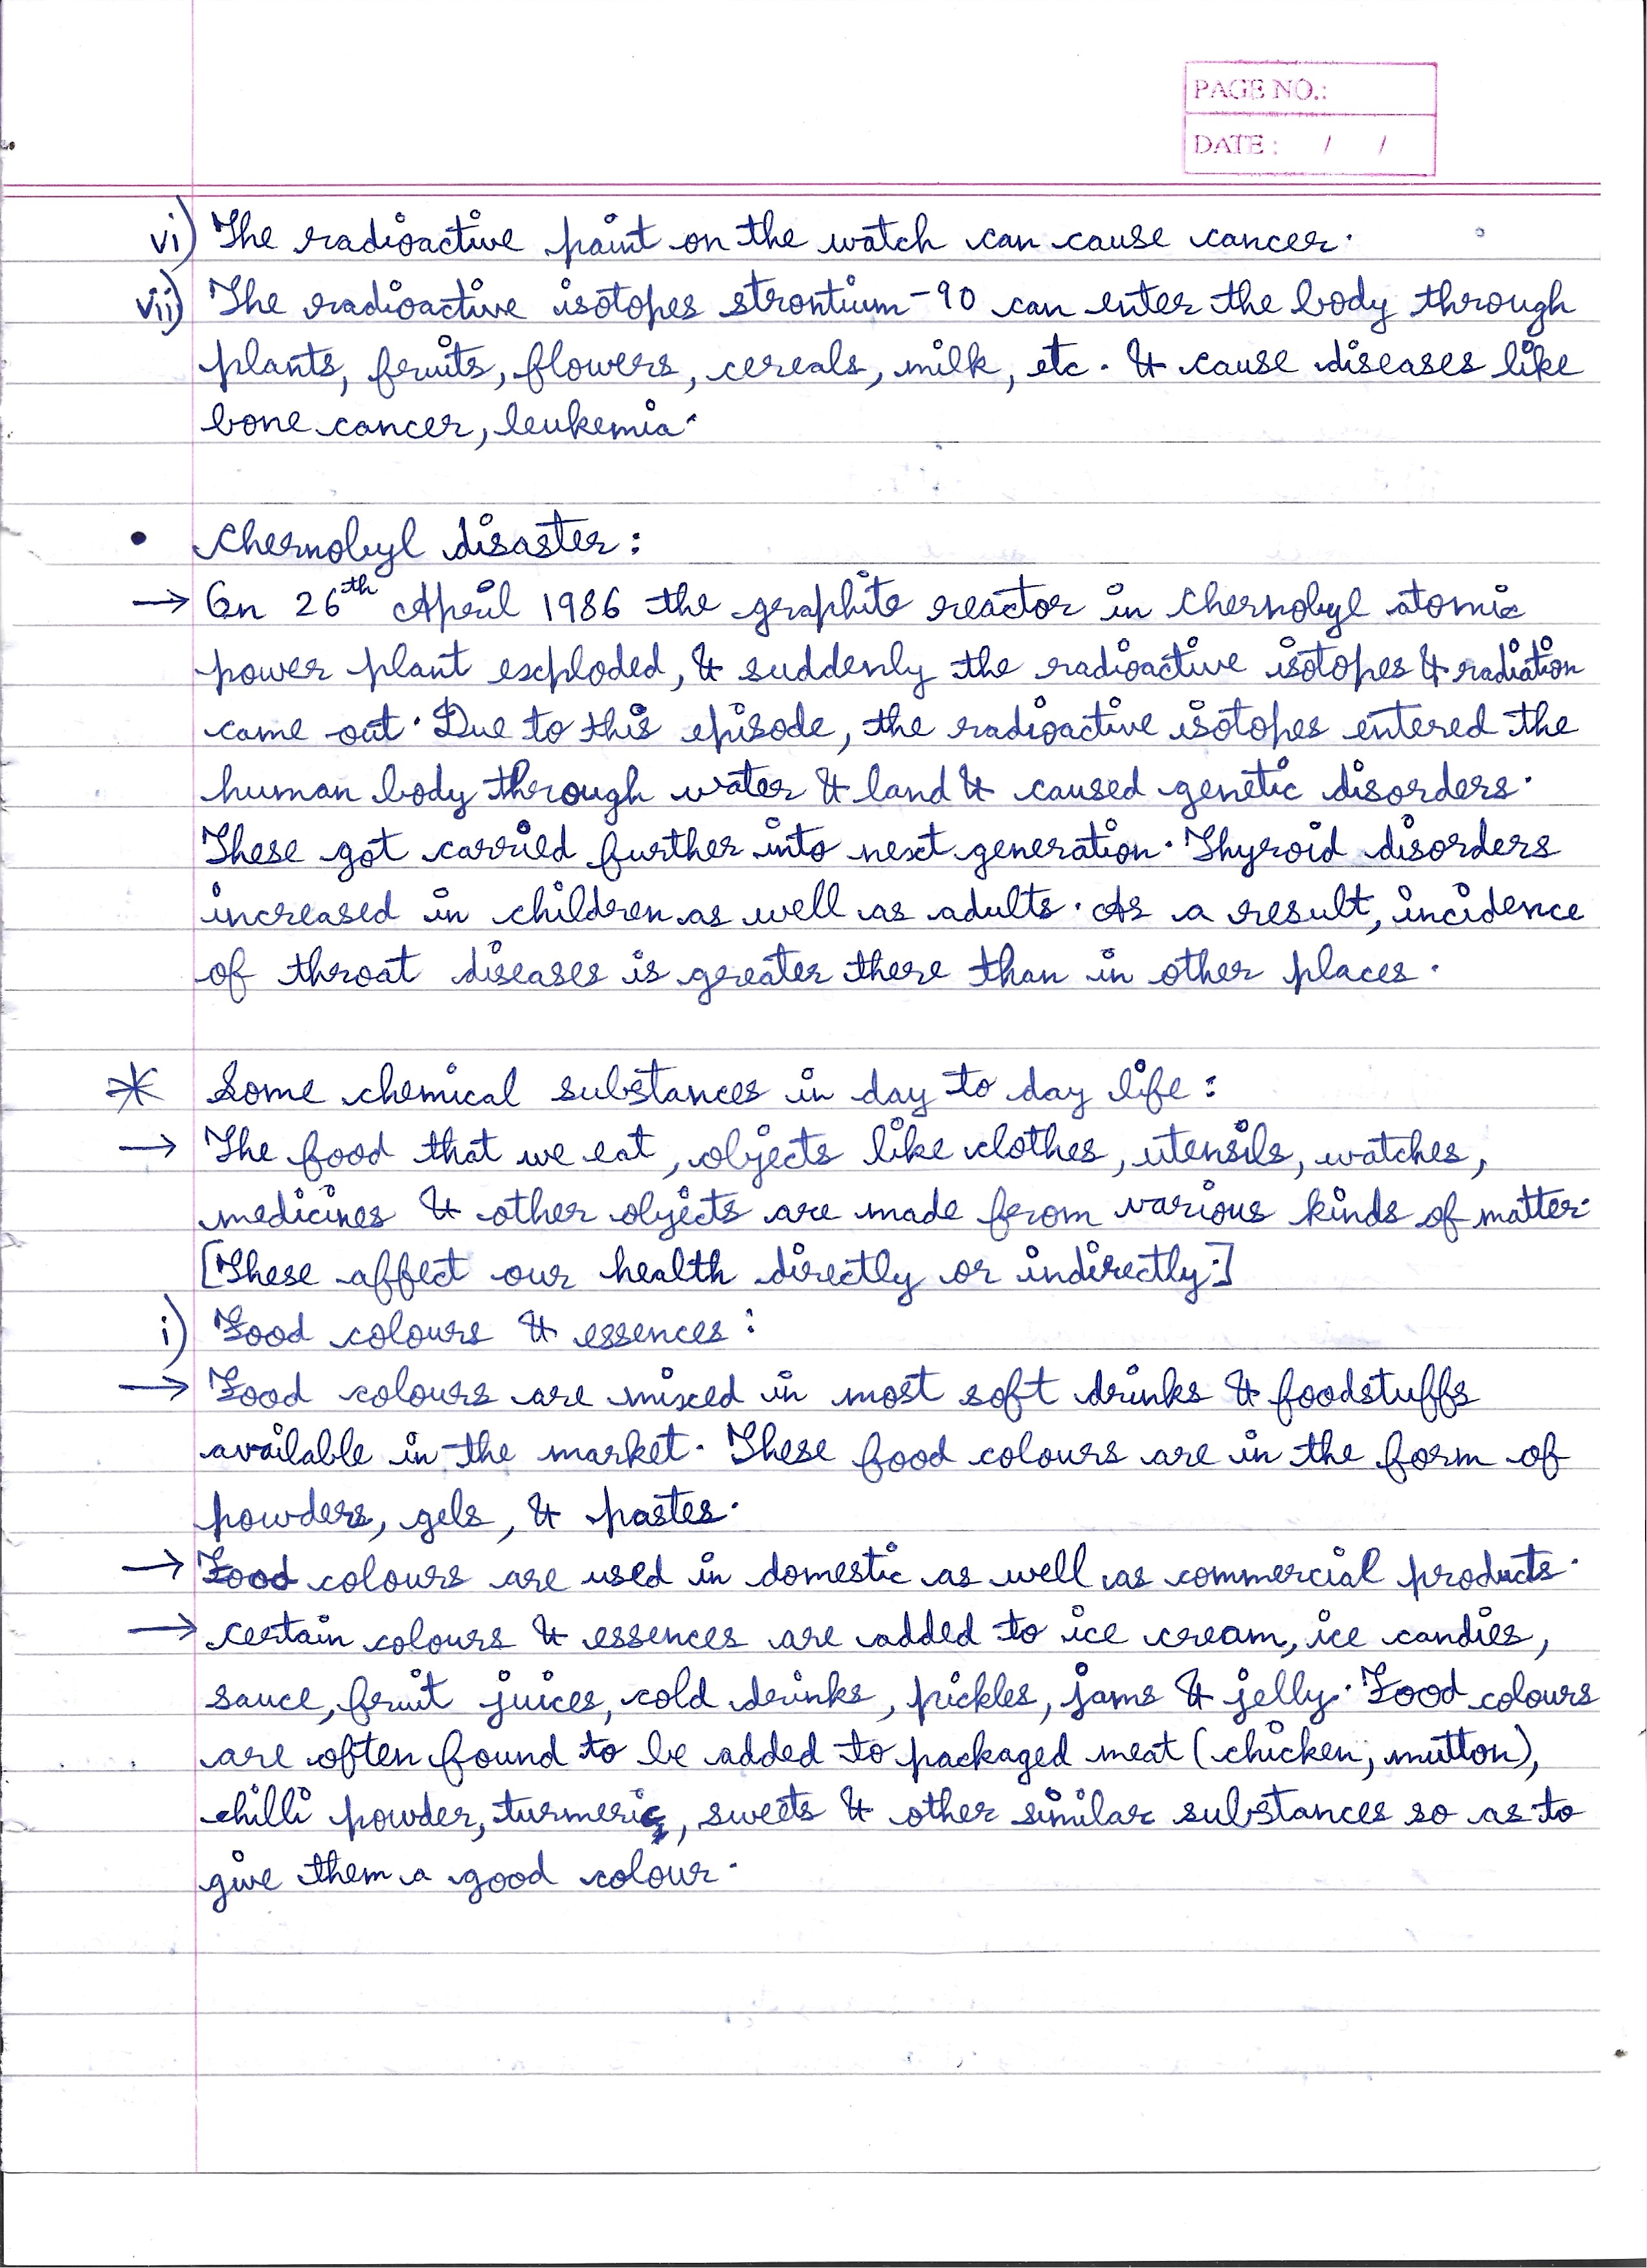 PAGE NO.:
DATE : / /
vi) The radioactive paint on the watch can cause cancer.
vii) The radioactive isotopes strontium-90 can enter the body through
plants, fruits, flowers, cereals, milk, etc. & cause diseases like
bone cancer, leukemia.
• Chernobyl disaster:
→ On 26th April 1986 the graphite reactor in Chernobyl atomic
power plant exploded, & suddenly the radioactive isotopes & radiation
came out. Due to this episode, the radioactive isotopes entered the
human body through water & land & caused genetic disorders.
These got carried further into next generation. Thyroid disorders
increased in children as well as adults. As a result, incidence
of throat diseases is greater there than in other places.
* Some chemical substances in day to day life:
→ The food that we eat, objects like clothes, utensils, watches,
medicines & other objects are made from various kinds of matter.
[These affect our health directly or indirectly.]
i) Food colours & essences:
→ Food colours are mixed in most soft drinks & foodstuffs
available in the market. These food colours are in the form of
powders, gels, & pastes.
→ Food colours are used in domestic as well as commercial products.
→ certain colours & essences are added to ice cream, ice candies,
sauce, fruit juices, cold drinks, pickles, jams & jelly. Food colours
are often found to be added to packaged meat (chicken, mutton),
chilli powder, turmeric, sweets & other similar substances so as to
give them a good colour.